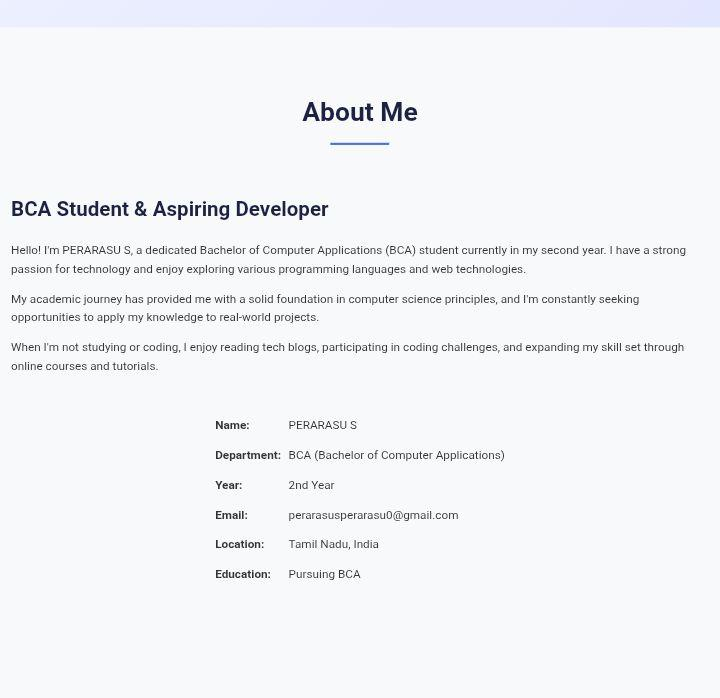 About Me
BCA Student & Aspiring Developer
Hello! I'm PERARASU S, a dedicated Bachelor of Computer Applications (BCA) student currently in my second year. I have a strong
passion for technology and enjoy exploring various programming languages and web technologies.
My academic journey has provided me with a solid foundation in computer science principles, and I'm constantly seeking
opportunities to apply my knowledge to real-world projects.
When I'm not studying or coding, I enjoy reading tech blogs, participating in coding challenges, and expanding my skill set through
online courses and tutorials.
Name: PERARASU S
Department: BCA (Bachelor of Computer Applications)
Year: 2nd Year
Email: perarasusperarasu0@gmail.com
Location: Tamil Nadu, India
Education: Pursuing BCA